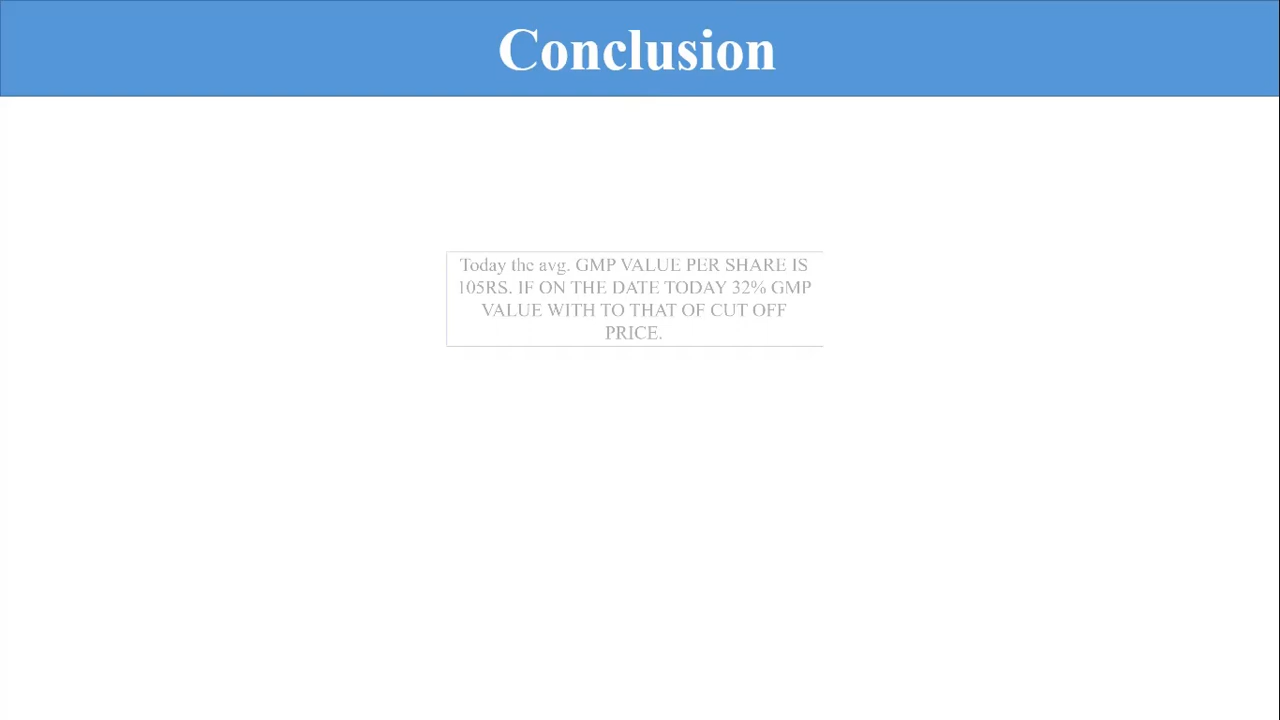 Conclusion
Today the avg. GMP VALUE PER SHARE IS
105RS. IF ON THE DATE TODAY 32% GMP
VALUE WITH TO THAT OF CUT OFF
PRICE.